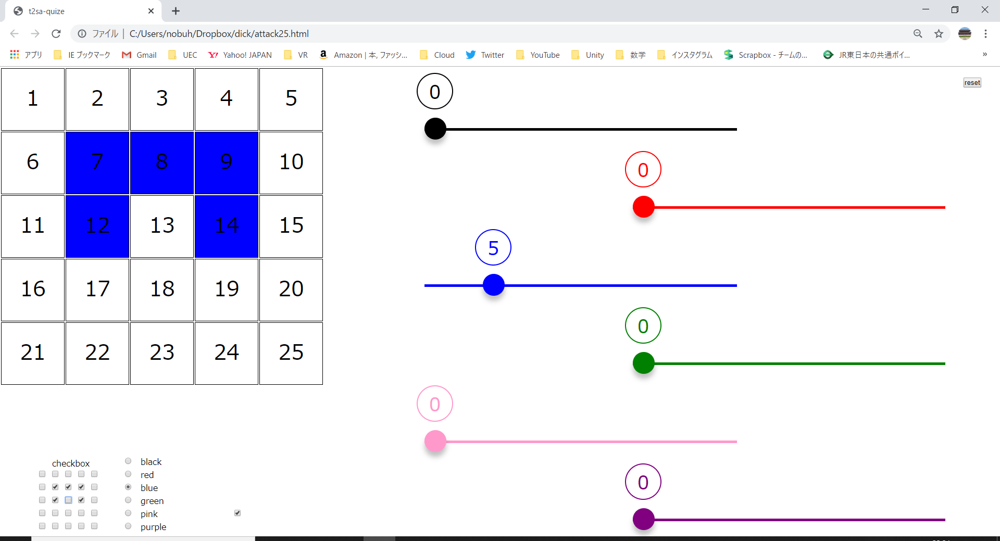 t2sa-quize
ファイル | C:/Users/nobuh/Dropbox/dick/attack25.html
アプリ IE ブックマーク Gmail UEC Yahoo! JAPAN VR Amazon | 本, ファッシ... Cloud Twitter YouTube Unity 数学 インスタグラム Scrapbox - チームの... JR東日本の共通ポイ... »
1 2 3 4 5
6 7 8 9 10
11 12 13 14 15
16 17 18 19 20
21 22 23 24 25
0
reset
0
5
0
0
0
checkbox
black
red
blue
green
pink
purple